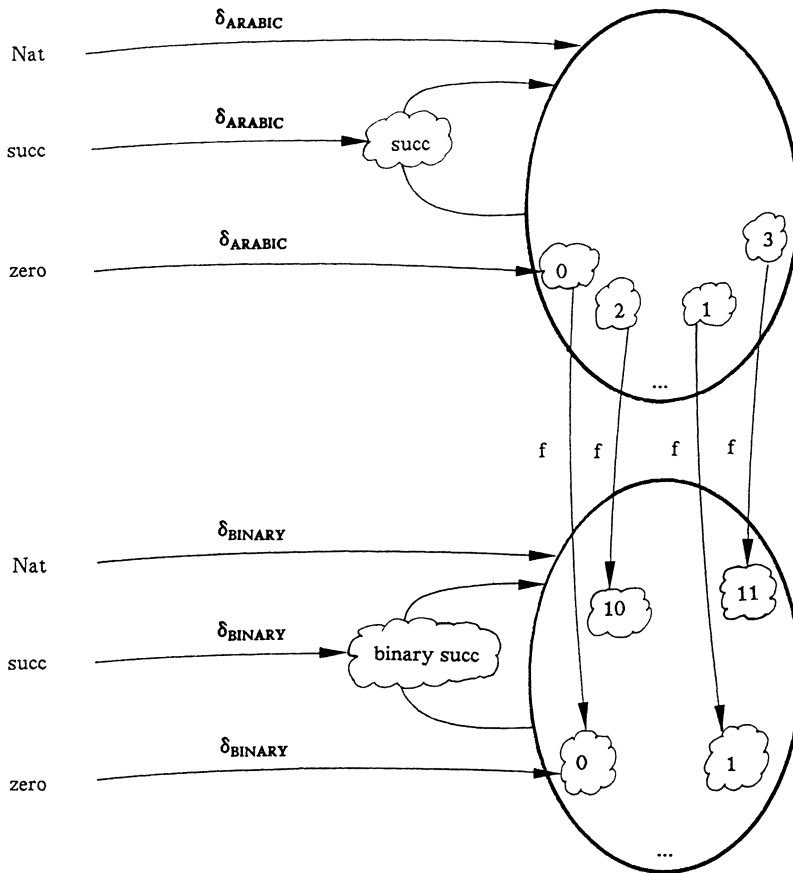 δARABIC
Nat
δARABIC
succ
succ
δARABIC
zero
0
3
2
1
...
f f f f
δBINARY
Nat
10
11
δBINARY
succ
binary succ
δBINARY
zero
0
1
...